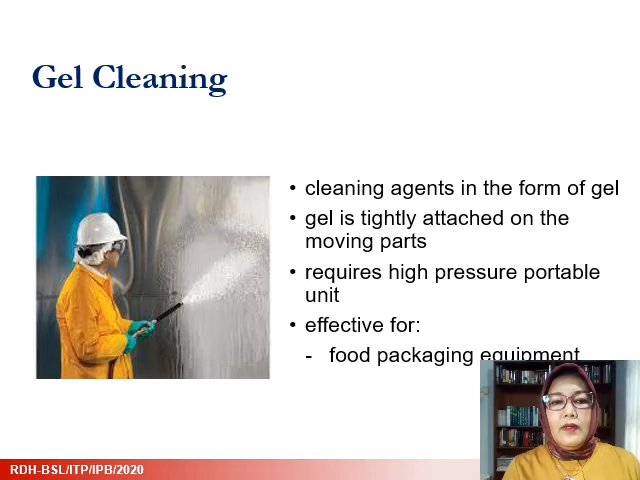 Gel Cleaning
• cleaning agents in the form of gel
• gel is tightly attached on the
moving parts
• requires high pressure portable
unit
• effective for:
- food packaging equipment
RDH-BSL/ITP/IPB/2020